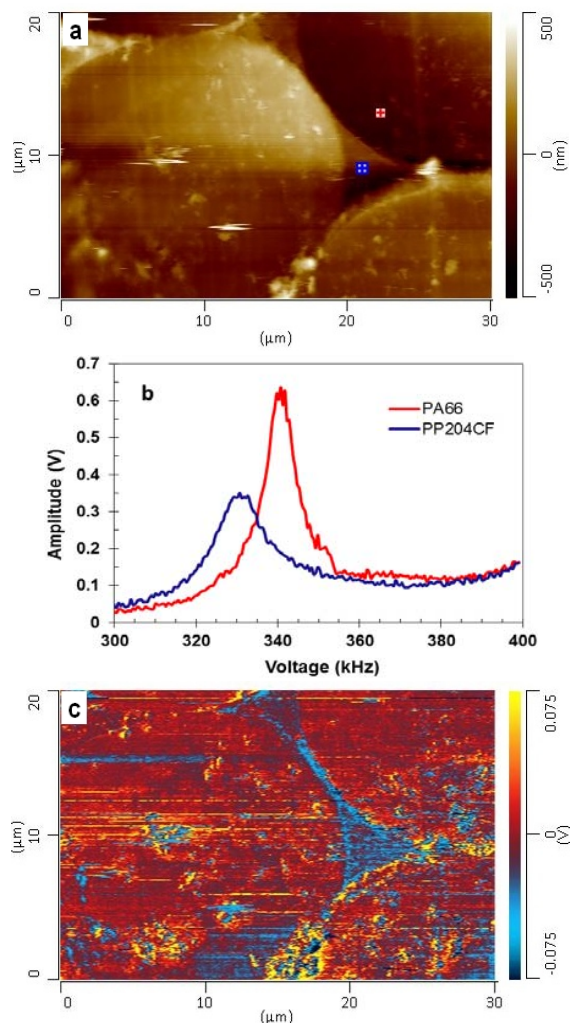 a
20
10
0
(µm)
0
10
20
30
(µm)
500
0
-500
(nm)
b
0.7
0.6
0.5
0.4
0.3
0.2
0.1
0
Amplitude (V)
PA66
PP204CF
300
320
340
360
380
400
Voltage (kHz)
c
20
10
0
(µm)
0
10
20
30
(µm)
0.075
0
-0.075
(V)